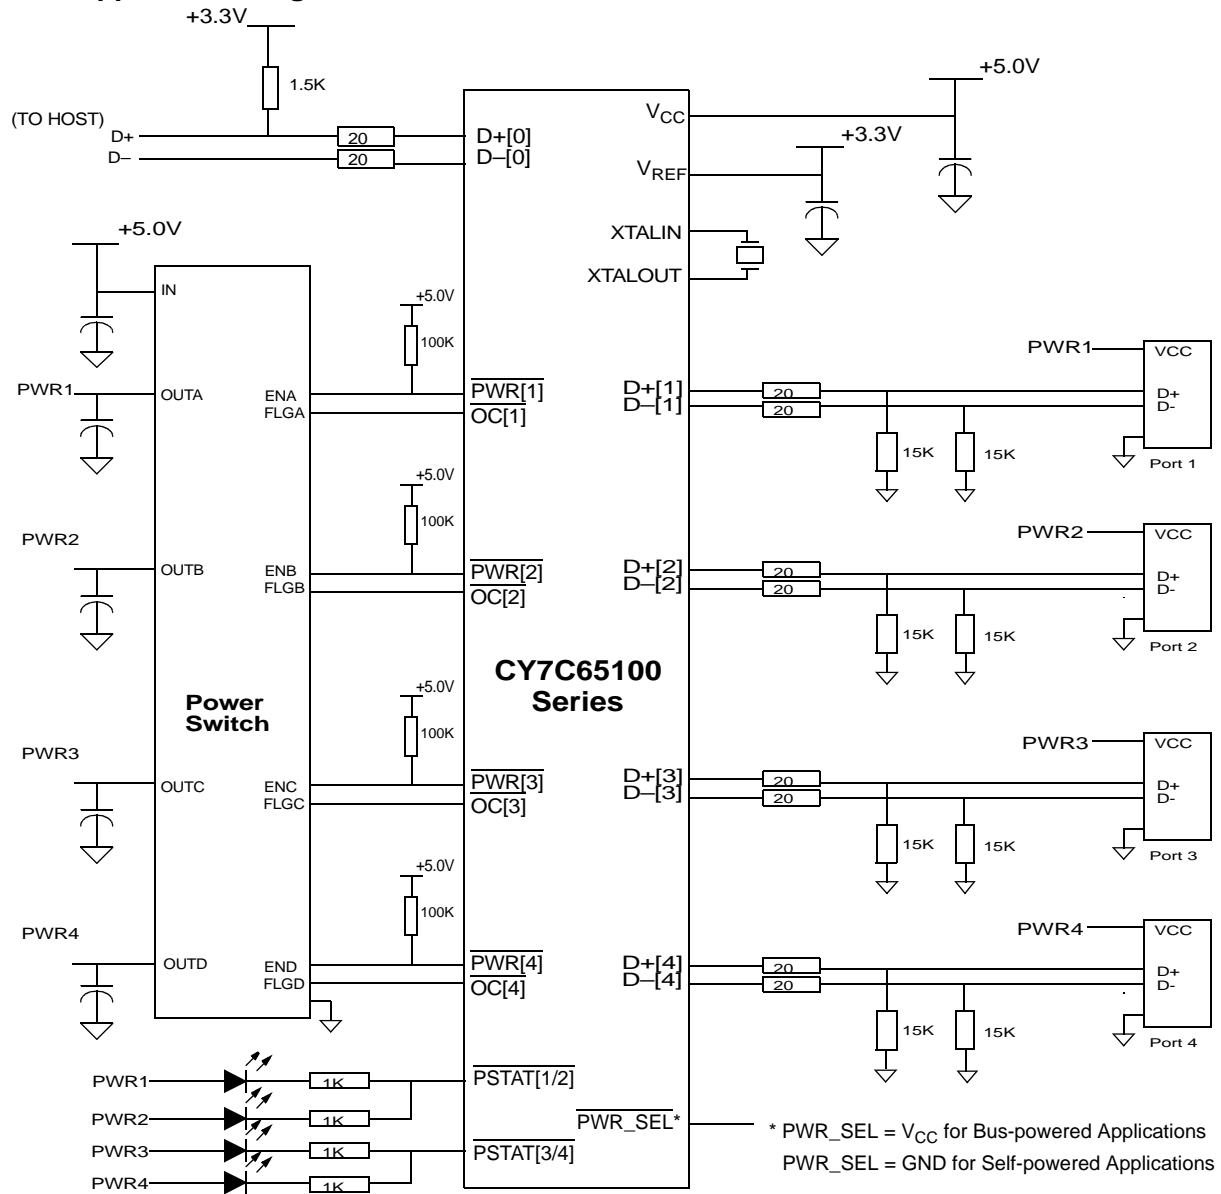 +3.3V
1.5K
(TO HOST)
D+
D–
20
20
D+[0]
D–[0]
+5.0V
VCC
+3.3V
VREF
XTALIN
XTALOUT
+5.0V
IN
+5.0V
100K
PWR1
OUTA
ENA
FLGA
PWR[1]
OC[1]
D+[1]
D–[1]
20
20
15K
15K
PWR1
VCC
D+
D-
Port 1
+5.0V
100K
PWR2
OUTB
ENB
FLGB
PWR[2]
OC[2]
D+[2]
D–[2]
20
20
15K
15K
PWR2
VCC
D+
D-
Port 2
CY7C65100
Series
Power
Switch
+5.0V
100K
PWR3
OUTC
ENC
FLGC
PWR[3]
OC[3]
D+[3]
D–[3]
20
20
15K
15K
PWR3
VCC
D+
D-
Port 3
+5.0V
100K
PWR4
OUTD
END
FLGD
PWR[4]
OC[4]
D+[4]
D–[4]
20
20
15K
15K
PWR4
VCC
D+
D-
Port 4
PWR1
1K
PSTAT[1/2]
PWR2
1K
PWR3
1K
PSTAT[3/4]
PWR4
1K
PWR_SEL*
* PWR_SEL = VCC for Bus-powered Applications
PWR_SEL = GND for Self-powered Applications